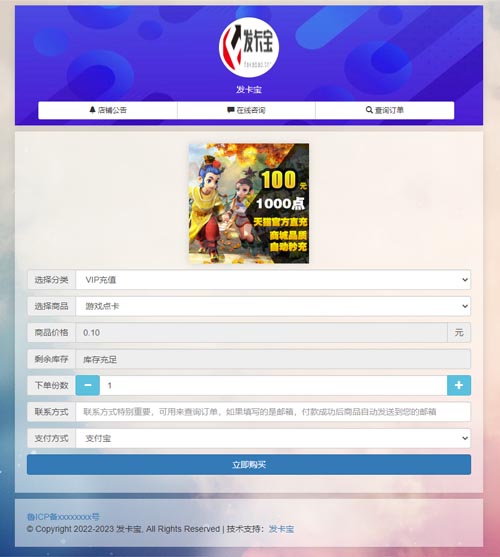 发卡宝
发卡宝
店铺公告
在线咨询
查询订单
100元
1000点
天猫官方直充
商城品质
自动秒充
选择分类 VIP充值
选择商品 游戏点卡
商品价格 0.10 元
剩余库存 库存充足
下单份数 − 1 +
联系方式 联系方式特别重要，可用来查询订单，如果填写的是邮箱，付款成功后商品自动发送到您的邮箱
支付方式 支付宝
立即购买
鲁ICP备xxxxxxxx号
© Copyright 2022-2023 发卡宝, All Rights Reserved | 技术支持：发卡宝